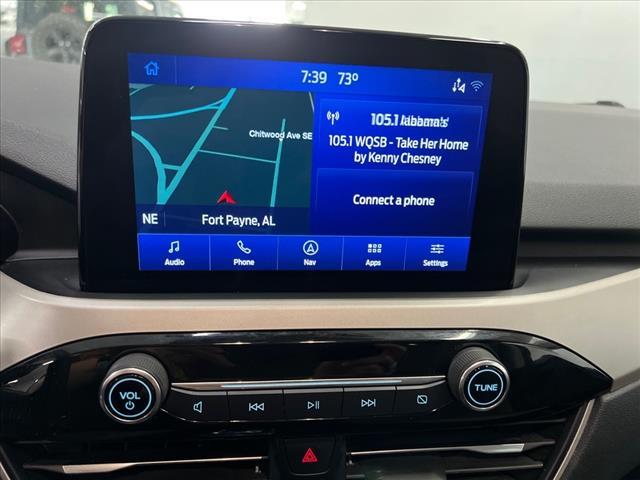 7:39 73°
Chitwood Ave SE
105.1
105.1 WQSB - Take Her Home
by Kenny Chesney
Connect a phone
NE Fort Payne, AL
Audio Phone Nav Apps Settings
VOL
TUNE